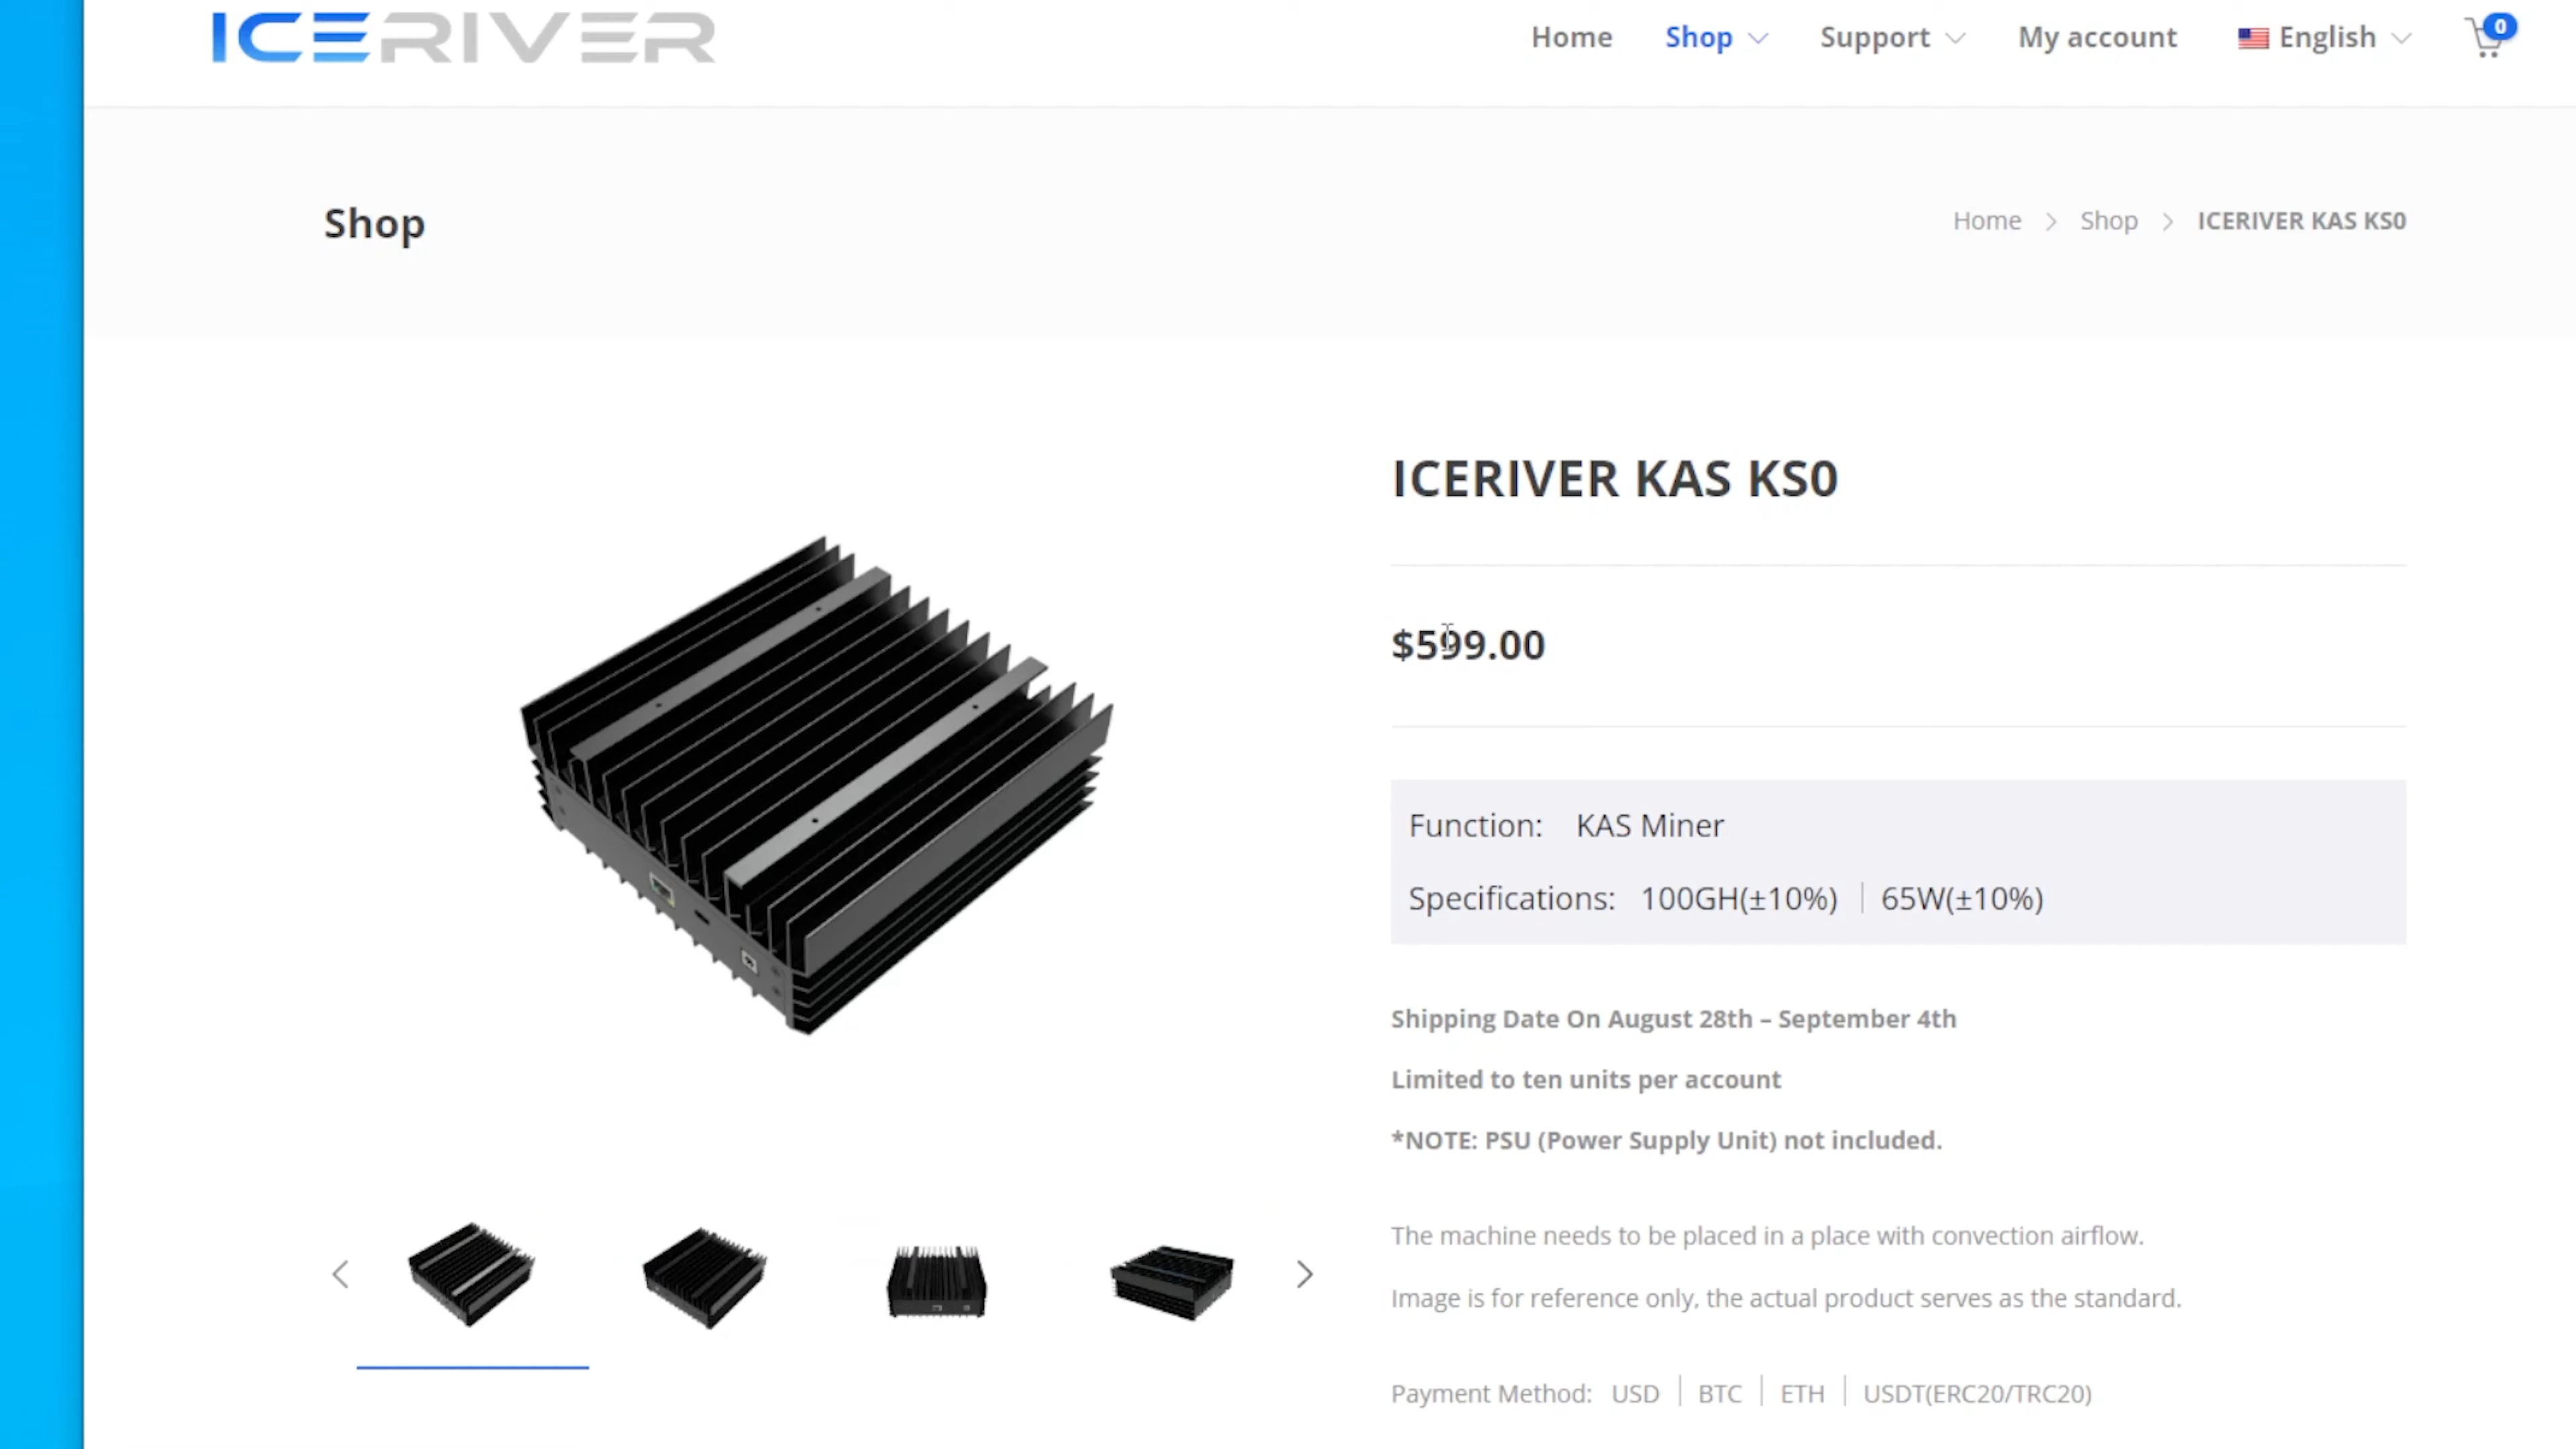 ICERIVER
Home
Shop
Support
My account
English
0
Shop
Home
Shop
ICERIVER KAS KS0
ICERIVER KAS KS0
$599.00
Function: KAS Miner
Specifications: 100GH(±10%) 65W(±10%)
Shipping Date On August 28th – September 4th
Limited to ten units per account
*NOTE: PSU (Power Supply Unit) not included.
The machine needs to be placed in a place with convection airflow.
Image is for reference only, the actual product serves as the standard.
Payment Method: USD BTC ETH USDT(ERC20/TRC20)